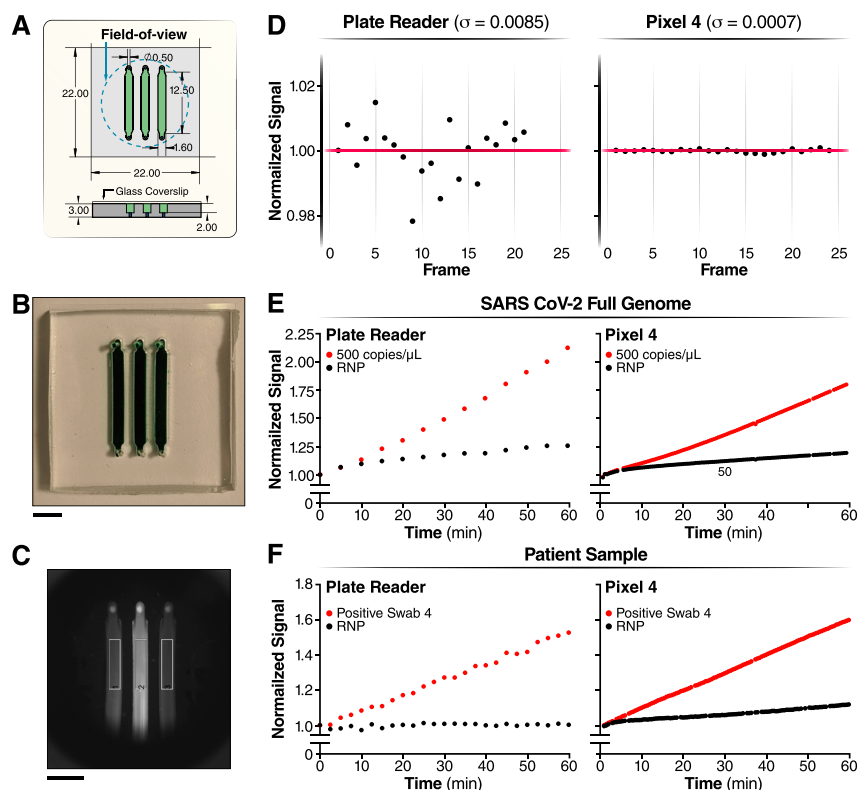 A
Field-of-view
Ø0.50
22.00
12.50
1.60
22.00
Glass Coverslip
3.00
2.00
B
C
1
2
3
D
Plate Reader (σ = 0.0085)
Pixel 4 (σ = 0.0007)
Normailzed Signal
1.02
1.00
0.98
0 5 10 15 20 25
Frame
0 5 10 15 20 25
Frame
E
SARS CoV-2 Full Genome
Plate Reader
500 copies/µL
RNP
Normailzed Signal
2.25
2.00
1.75
1.50
1.25
1.00
0
0 10 20 30 40 50 60
Time (min)
Pixel 4
500 copies/µL
RNP
50
0 10 20 30 40 50 60
Time (min)
F
Patient Sample
Plate Reader
Positive Swab 4
RNP
Normailzed Signal
1.8
1.6
1.4
1.2
1.0
0
0 10 20 30 40 50 60
Time (min)
Pixel 4
Positive Swab 4
RNP
0 10 20 30 40 50 60
Time (min)